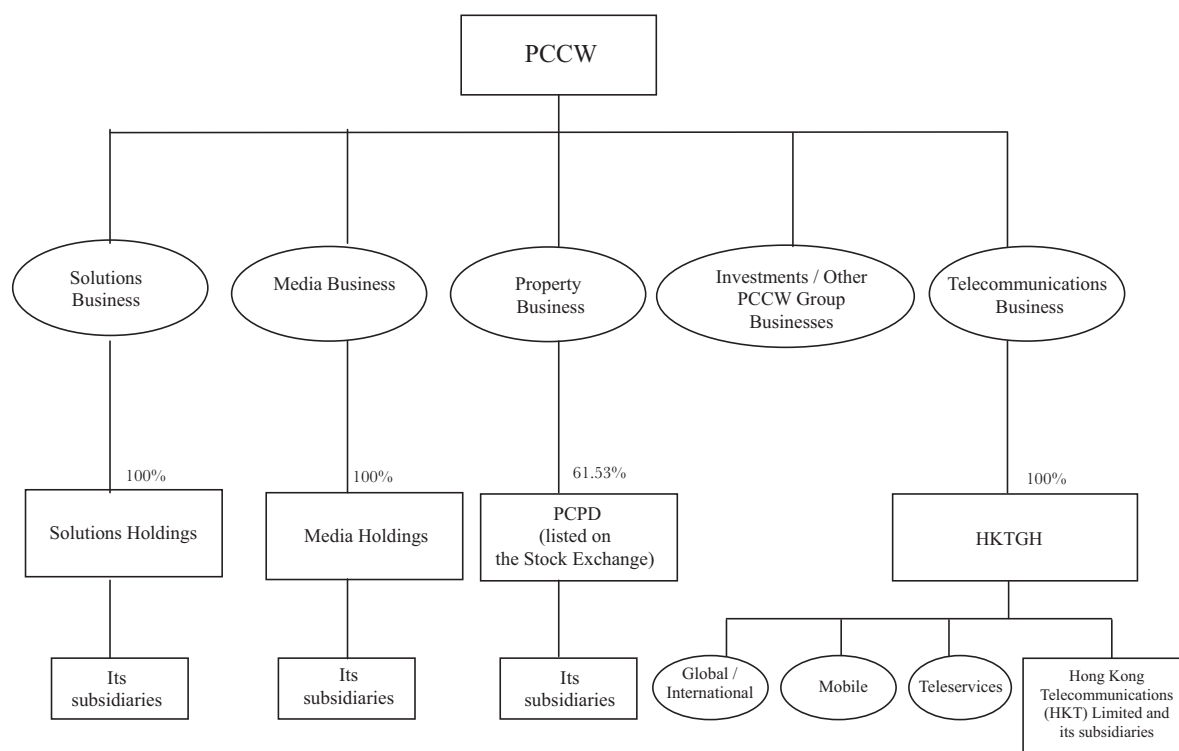 PCCW
Solutions
Business
Media Business
Property
Business
Investments / Other
PCCW Group
Businesses
Telecommunications
Business
100%
100%
61.53%
100%
Solutions Holdings
Media Holdings
PCPD
(listed on
the Stock Exchange)
HKTGH
Its
subsidiaries
Its
subsidiaries
Its
subsidiaries
Global /
International
Mobile
Teleservices
Hong Kong
Telecommunications
(HKT) Limited and
its subsidiaries